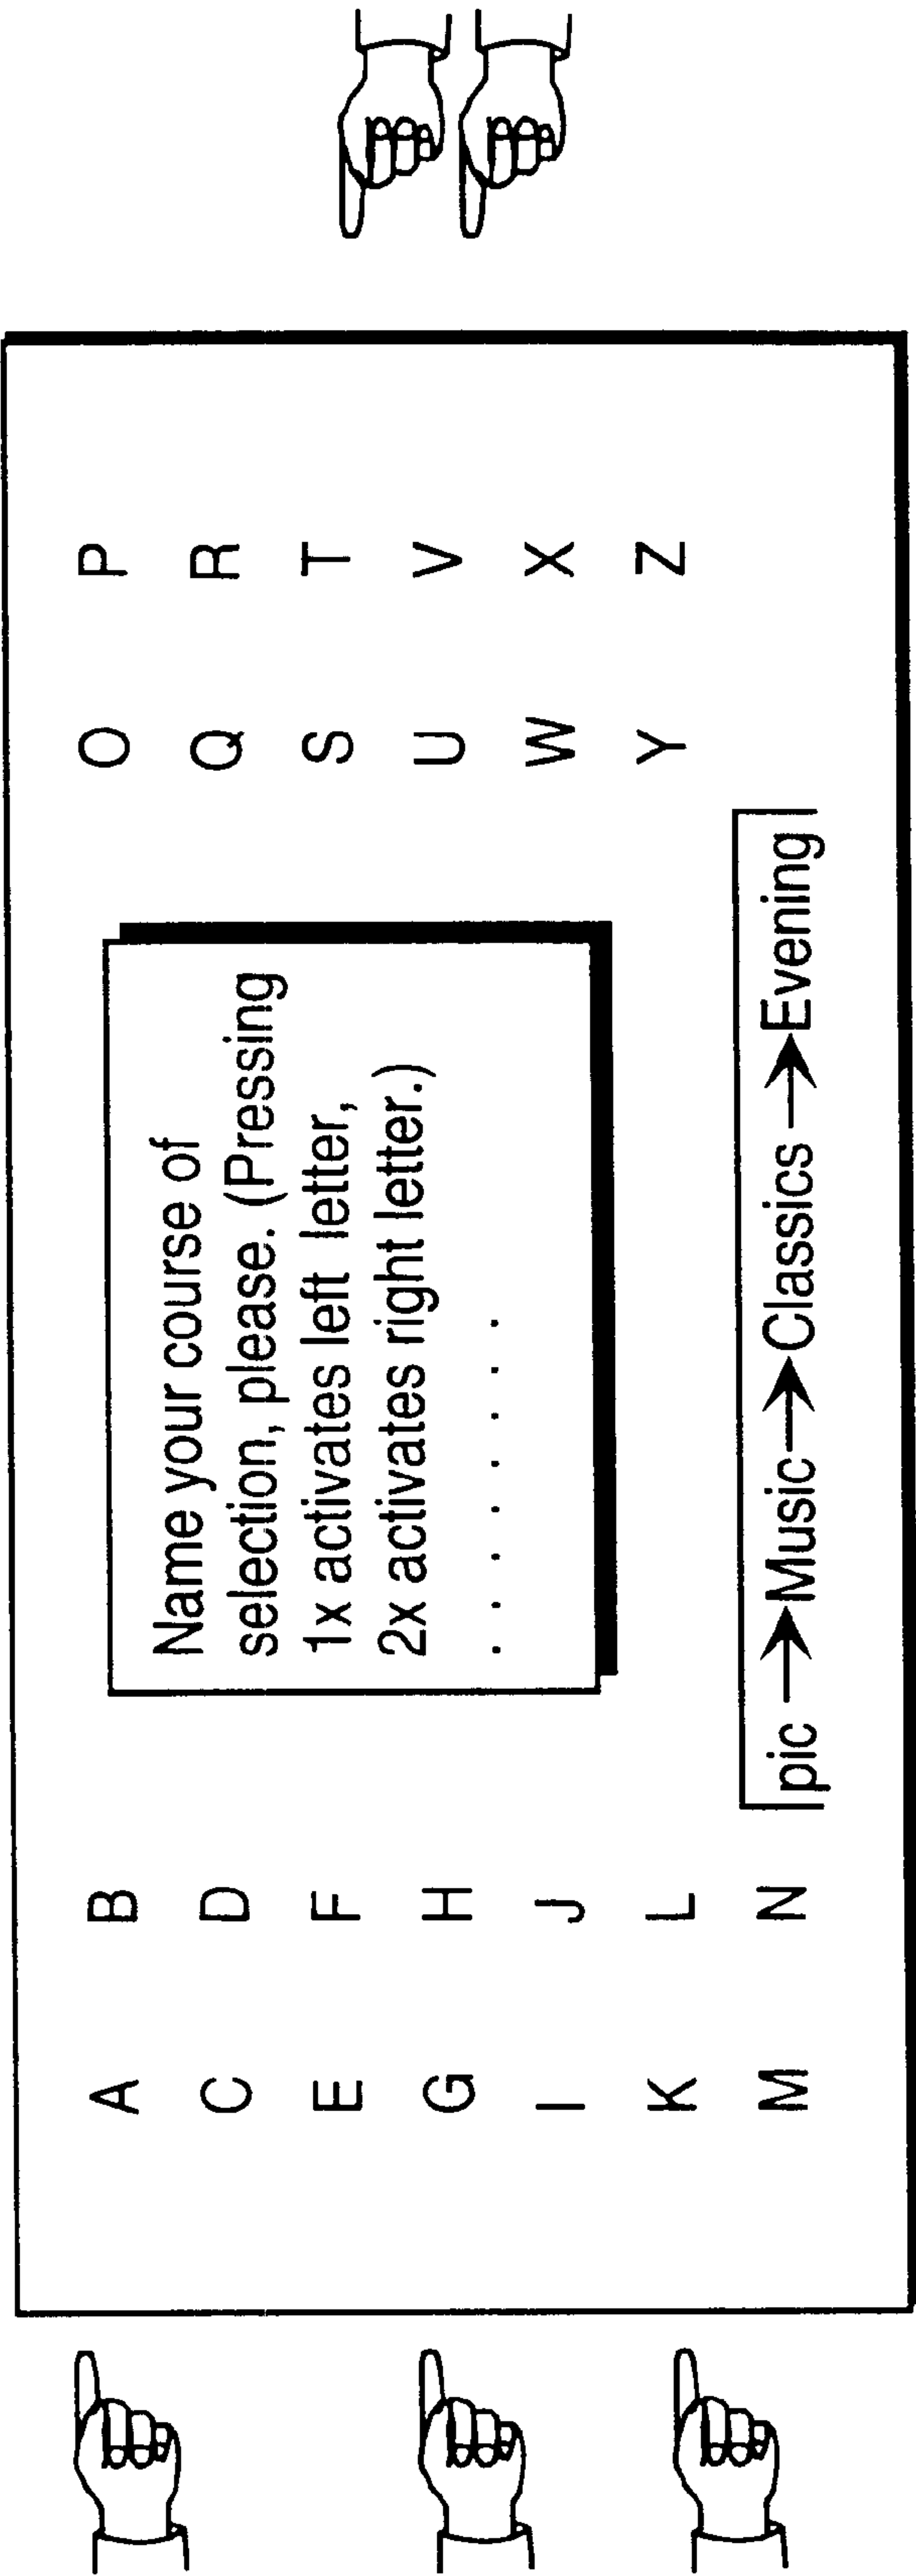 A B
C D
E F
G H
I J
K L
M N
Name your course of
selection, please. (Pressing
1x activates left letter,
2x activates right letter.)
. . . . . . . .
O P
Q R
S T
U V
W X
Y Z
pic → Music → Classics → Evening